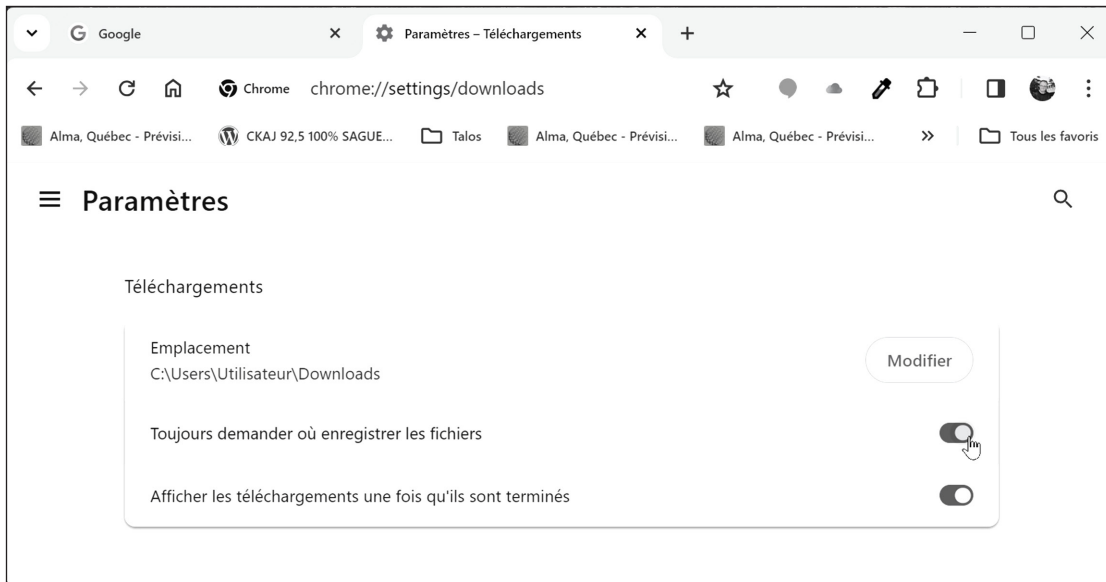 Google
Paramètres – Téléchargements
Chrome
chrome://settings/downloads
Alma, Québec - Prévisi...
CKAJ 92,5 100% SAGUE...
Talos
Alma, Québec - Prévisi...
Alma, Québec - Prévisi...
Tous les favoris
Paramètres
Téléchargements
Emplacement
C:\Users\Utilisateur\Downloads
Modifier
Toujours demander où enregistrer les fichiers
Afficher les téléchargements une fois qu'ils sont terminés